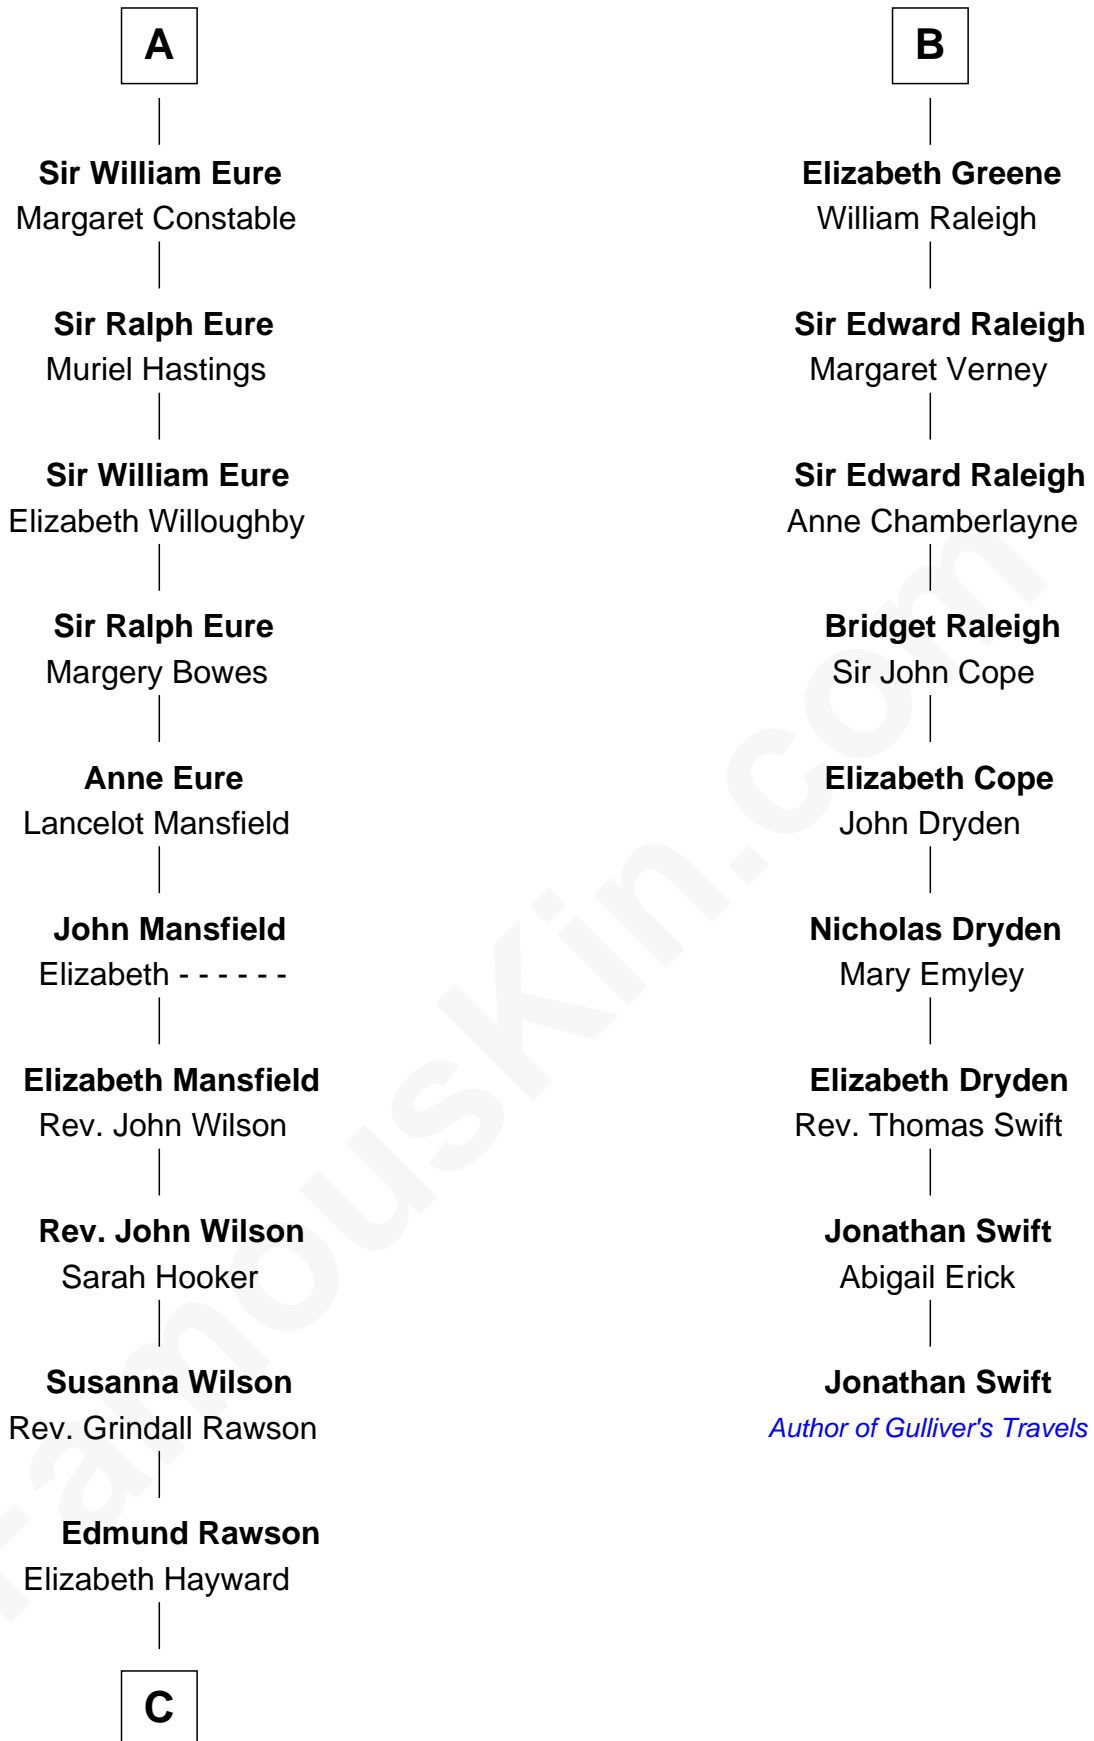 A
Sir William Eure
Margaret Constable
Sir Ralph Eure
Muriel Hastings
Sir William Eure
Elizabeth Willoughby
Sir Ralph Eure
Margery Bowes
Anne Eure
Lancelot Mansfield
John Mansfield
Elizabeth - - - - - -
Elizabeth Mansfield
Rev. John Wilson
Rev. John Wilson
Sarah Hooker
Susanna Wilson
Rev. Grindall Rawson
Edmund Rawson
Elizabeth Hayward
C
B
Elizabeth Greene
William Raleigh
Sir Edward Raleigh
Margaret Verney
Sir Edward Raleigh
Anne Chamberlayne
Bridget Raleigh
Sir John Cope
Elizabeth Cope
John Dryden
Nicholas Dryden
Mary Emyley
Elizabeth Dryden
Rev. Thomas Swift
Jonathan Swift
Abigail Erick
Jonathan Swift
Author of Gulliver's Travels
FamousKin.com